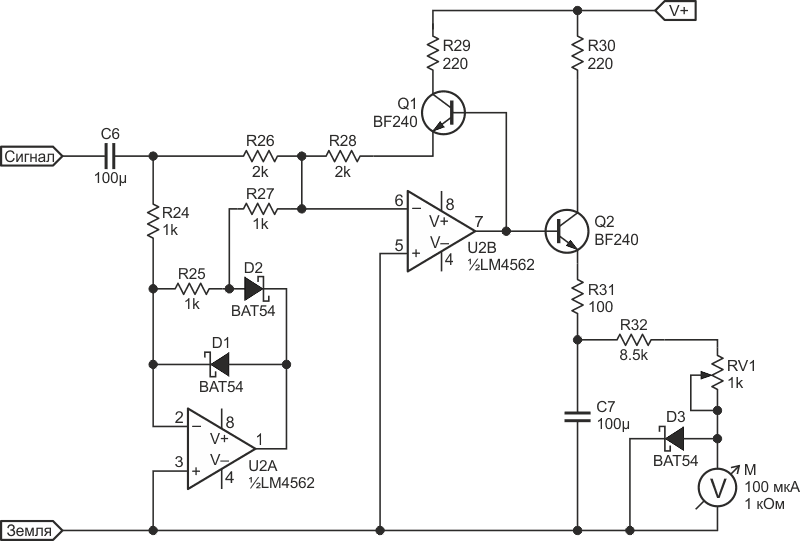 V+
R29
220
R30
220
Q1
BF240
Сигнал
C6
100µ
R26
2k
R28
2k
R27
1k
R24
1k
6
8
V+
7
5
V–
4
U2B
½LM4562
Q2
BF240
R25
1k
D2
BAT54
R31
100
R32
8.5k
D1
BAT54
RV1
1k
2
8
V+
1
3
V–
4
U2A
½LM4562
C7
100µ
D3
BAT54
V
M
100 мкА
1 кОм
Земля